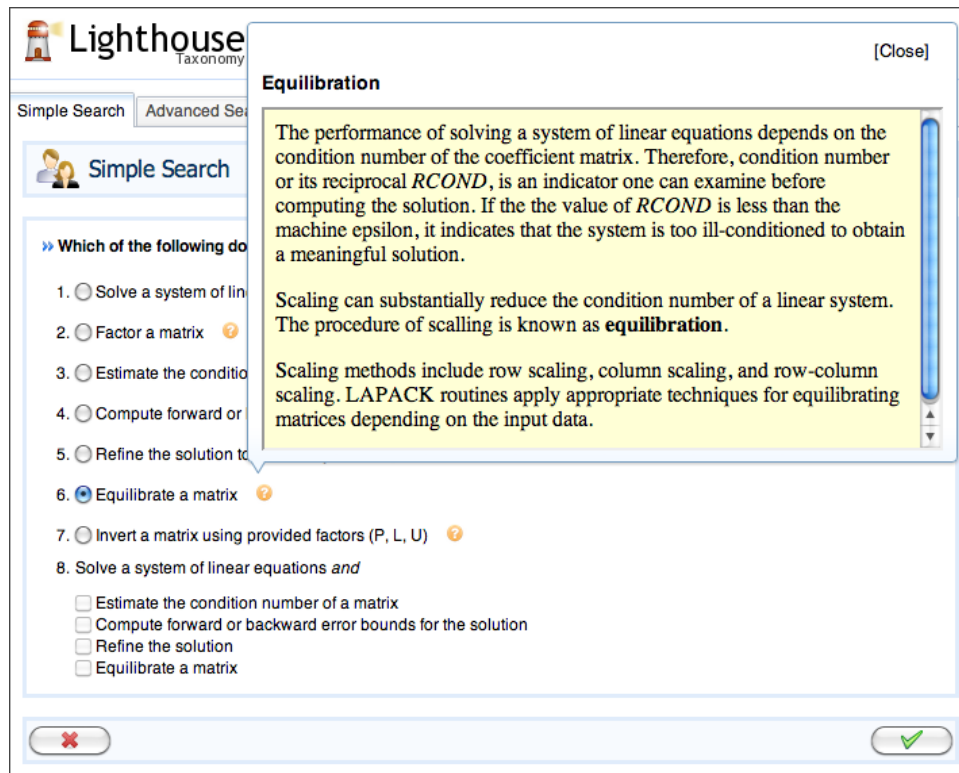 Lighthouse
Taxonomy
[Close]
Equilibration
Simple Search
Advanced Sea
Simple Search
The performance of solving a system of linear equations depends on the
condition number of the coefficient matrix. Therefore, condition number
or its reciprocal RCOND, is an indicator one can examine before
computing the solution. If the the value of RCOND is less than the
machine epsilon, it indicates that the system is too ill-conditioned to obtain
a meaningful solution.
Scaling can substantially reduce the condition number of a linear system.
The procedure of scalling is known as equilibration.
Scaling methods include row scaling, column scaling, and row-column
scaling. LAPACK routines apply appropriate techniques for equilibrating
matrices depending on the input data.
» Which of the following do
1. Solve a system of lin
2. Factor a matrix ?
3. Estimate the conditio
4. Compute forward or
5. Refine the solution to
6. Equilibrate a matrix ?
7. Invert a matrix using provided factors (P, L, U) ?
8. Solve a system of linear equations and
Estimate the condition number of a matrix
Compute forward or backward error bounds for the solution
Refine the solution
Equilibrate a matrix